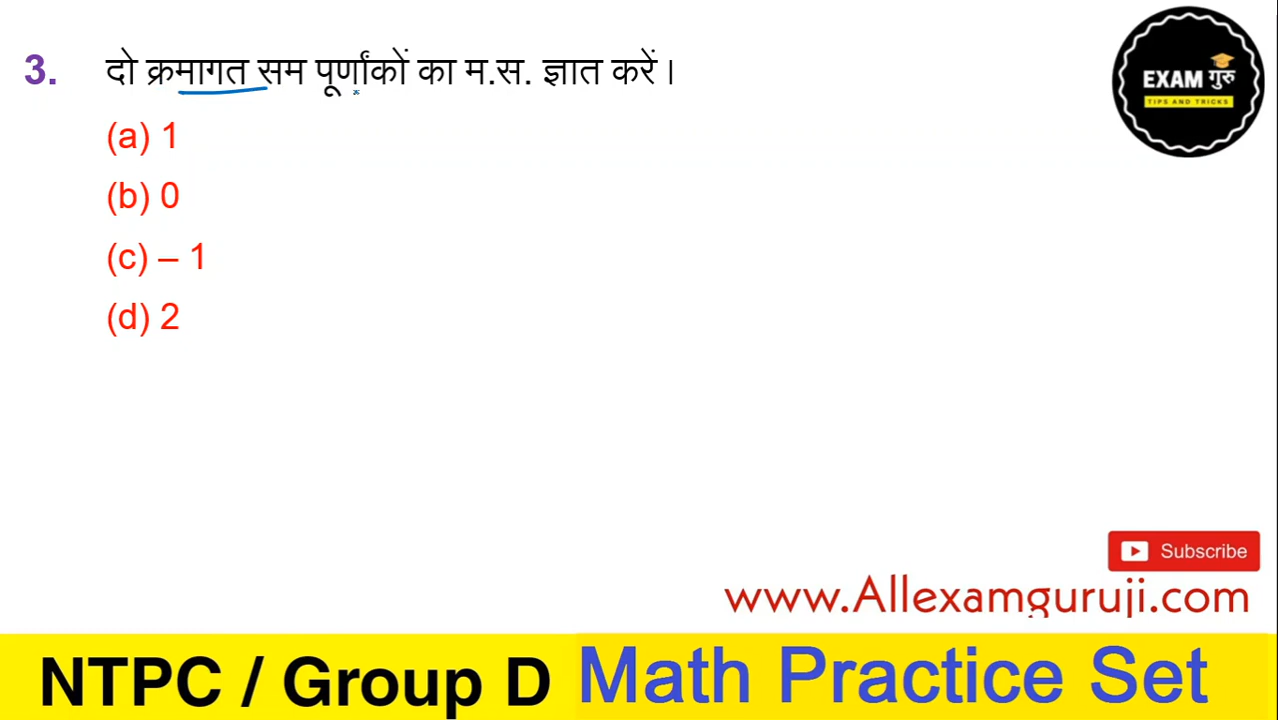 3. दो क्रमागत सम पूर्णांकों का म.स. ज्ञात करें।
(a) 1
(b) 0
(c) – 1
(d) 2
EXAM गुरु
TIPS AND TRICKS
Subscribe
www.Allexamguruji.com
NTPC / Group D Math Practice Set